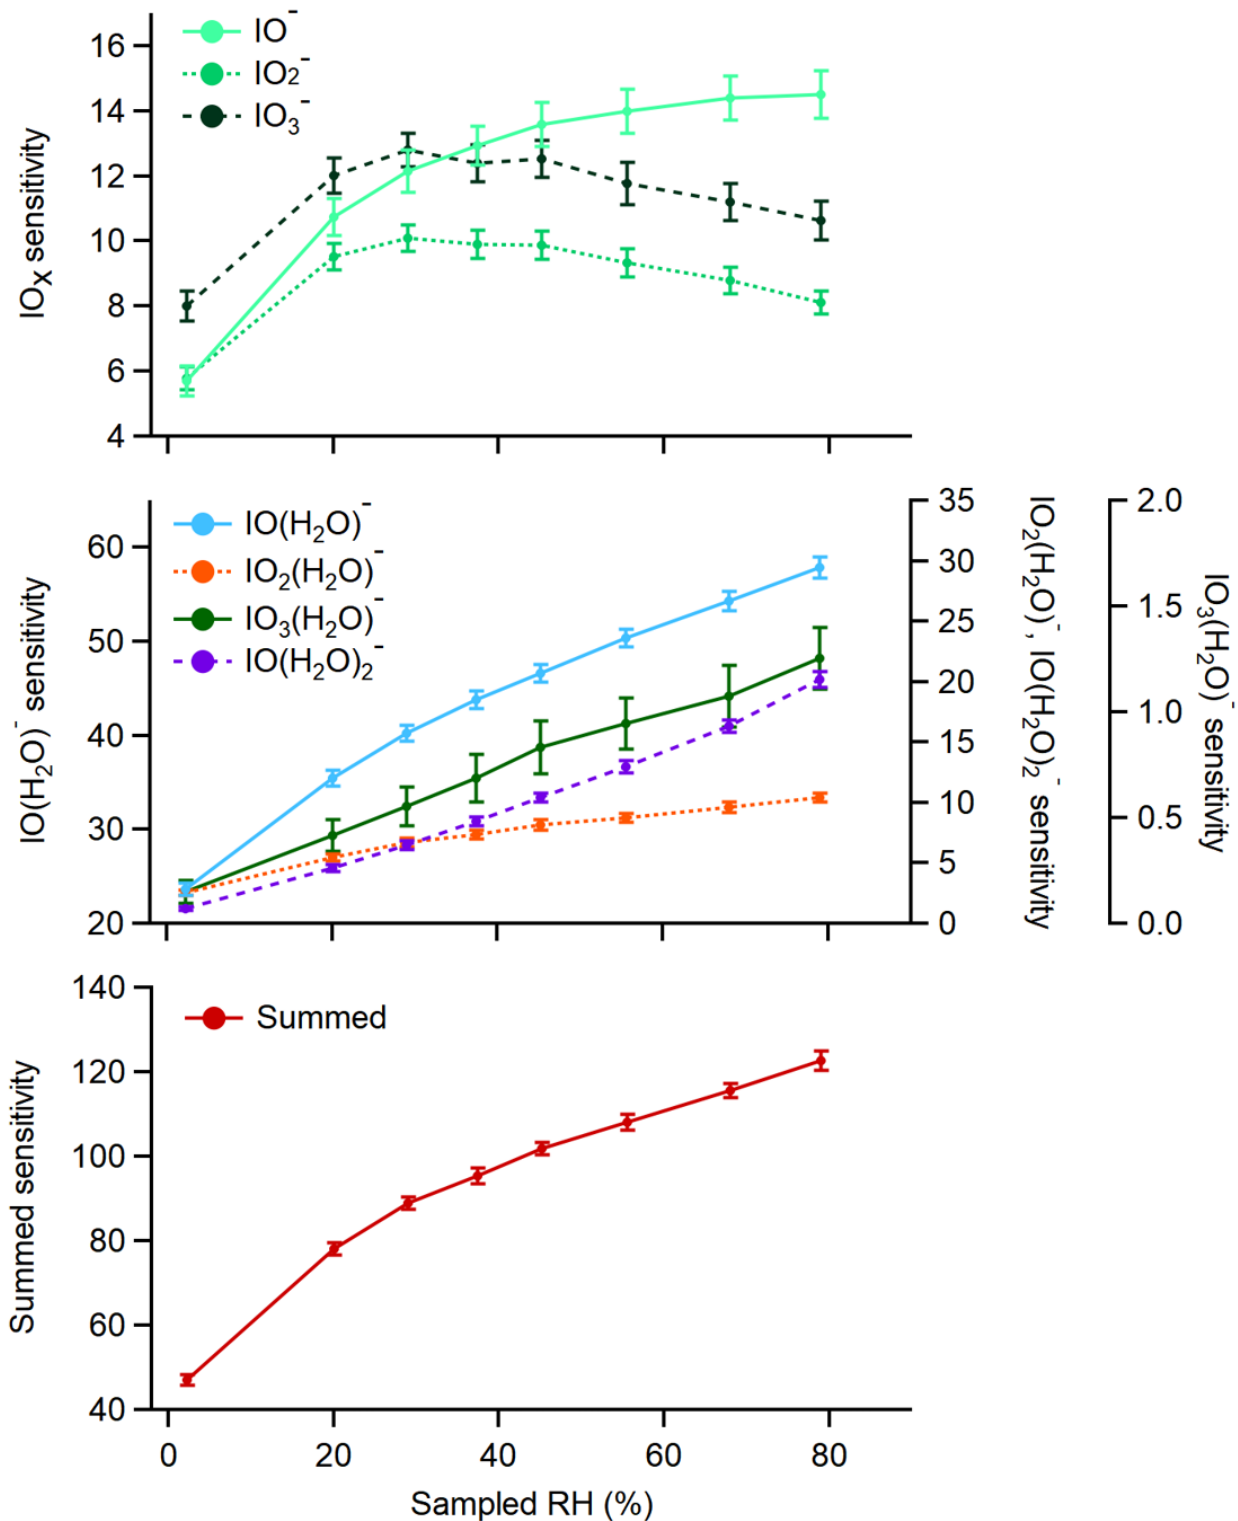 IO⁻
IO₂⁻
IO₃⁻
16
14
12
10
8
6
4
IOₓ sensitivity
IO(H₂O)⁻
IO₂(H₂O)⁻
IO₃(H₂O)⁻
IO(H₂O)₂⁻
60
50
40
30
20
IO(H₂O)⁻ sensitivity
35
30
25
20
15
10
5
0
IO₂(H₂O)⁻, IO(H₂O)₂⁻ sensitivity
2.0
1.5
1.0
0.5
0.0
IO₃(H₂O)⁻ sensitivity
Summed
140
120
100
80
60
40
Summed sensitivity
0 20 40 60 80
Sampled RH (%)